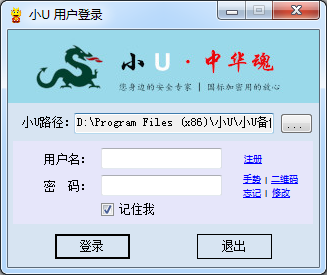 小U 用户登录
小 U · 中华魂
您身边的安全专家 | 国标加密用的放心
小U路径: D:\Program Files (x86)\小U\小U备份 ...
用户名: 注册
密 码: 手势 | 二维码
忘记 | 修改
记住我
登录 退出